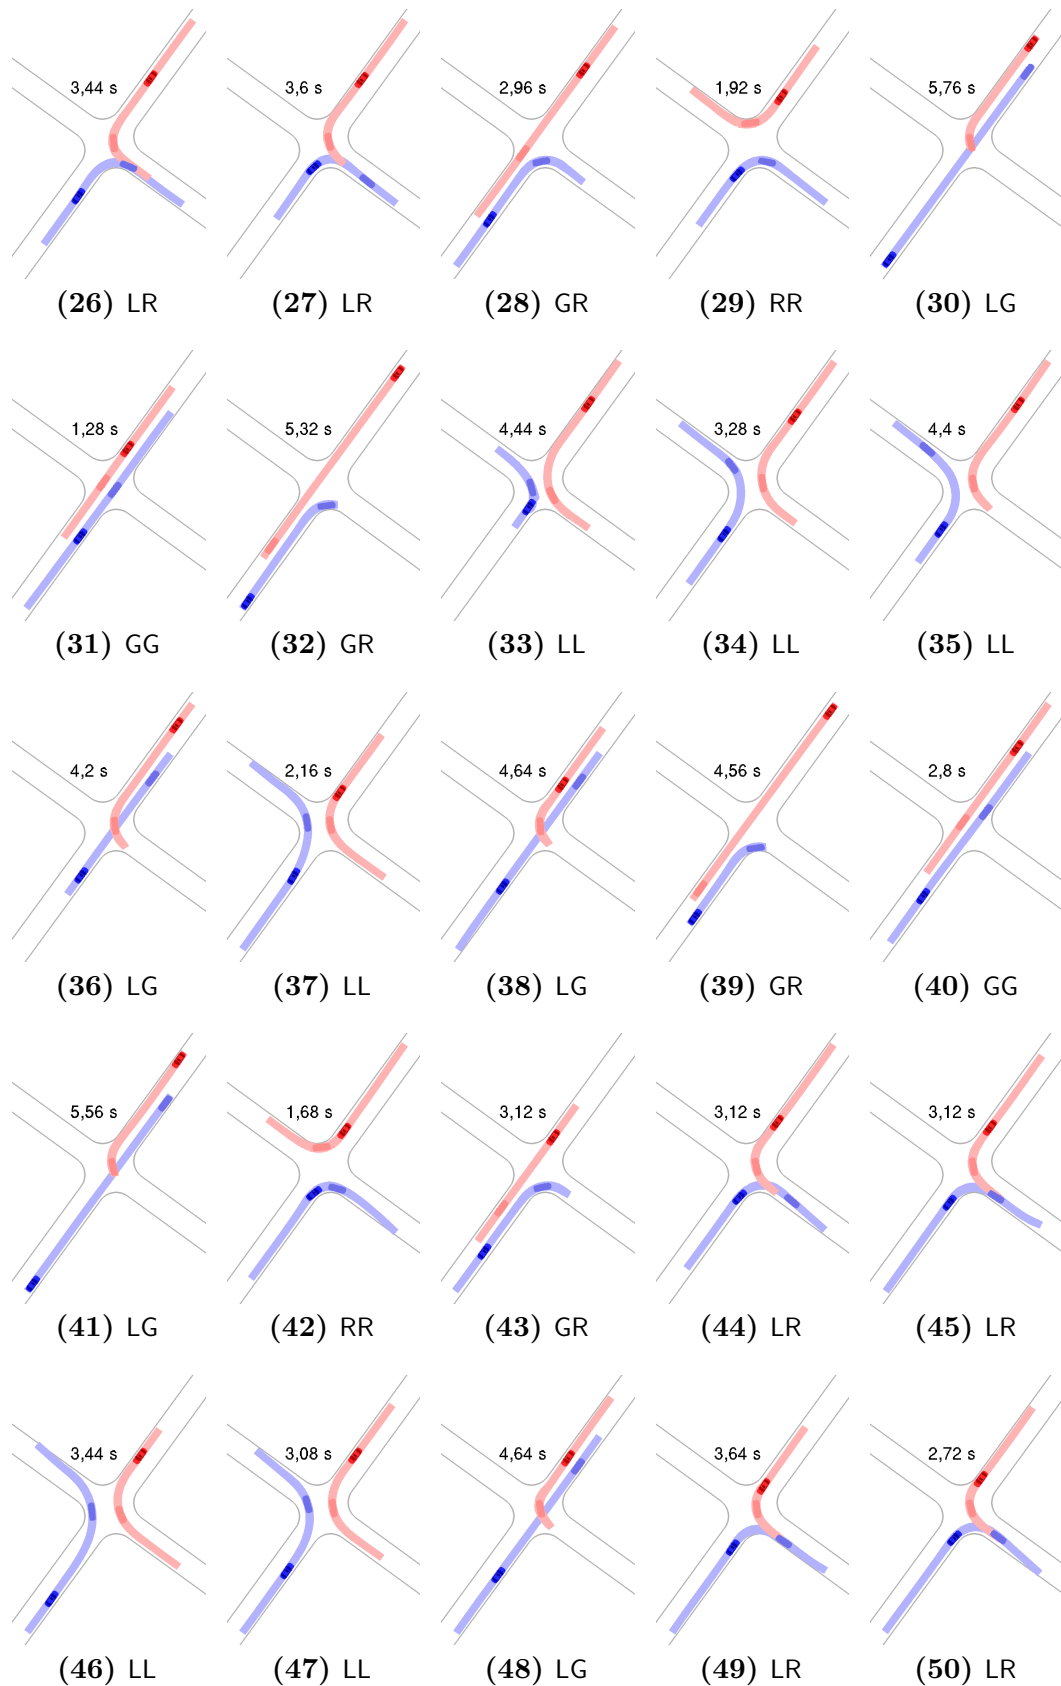 3,44 s 3,6 s 2,96 s 1,92 s 5,76 s
(26) LR (27) LR (28) GR (29) RR (30) LG
1,28 s 5,32 s 4,44 s 3,28 s 4,4 s
(31) GG (32) GR (33) LL (34) LL (35) LL
4,2 s 2,16 s 4,64 s 4,56 s 2,8 s
(36) LG (37) LL (38) LG (39) GR (40) GG
5,56 s 1,68 s 3,12 s 3,12 s 3,12 s
(41) LG (42) RR (43) GR (44) LR (45) LR
3,44 s 3,08 s 4,64 s 3,64 s 2,72 s
(46) LL (47) LL (48) LG (49) LR (50) LR